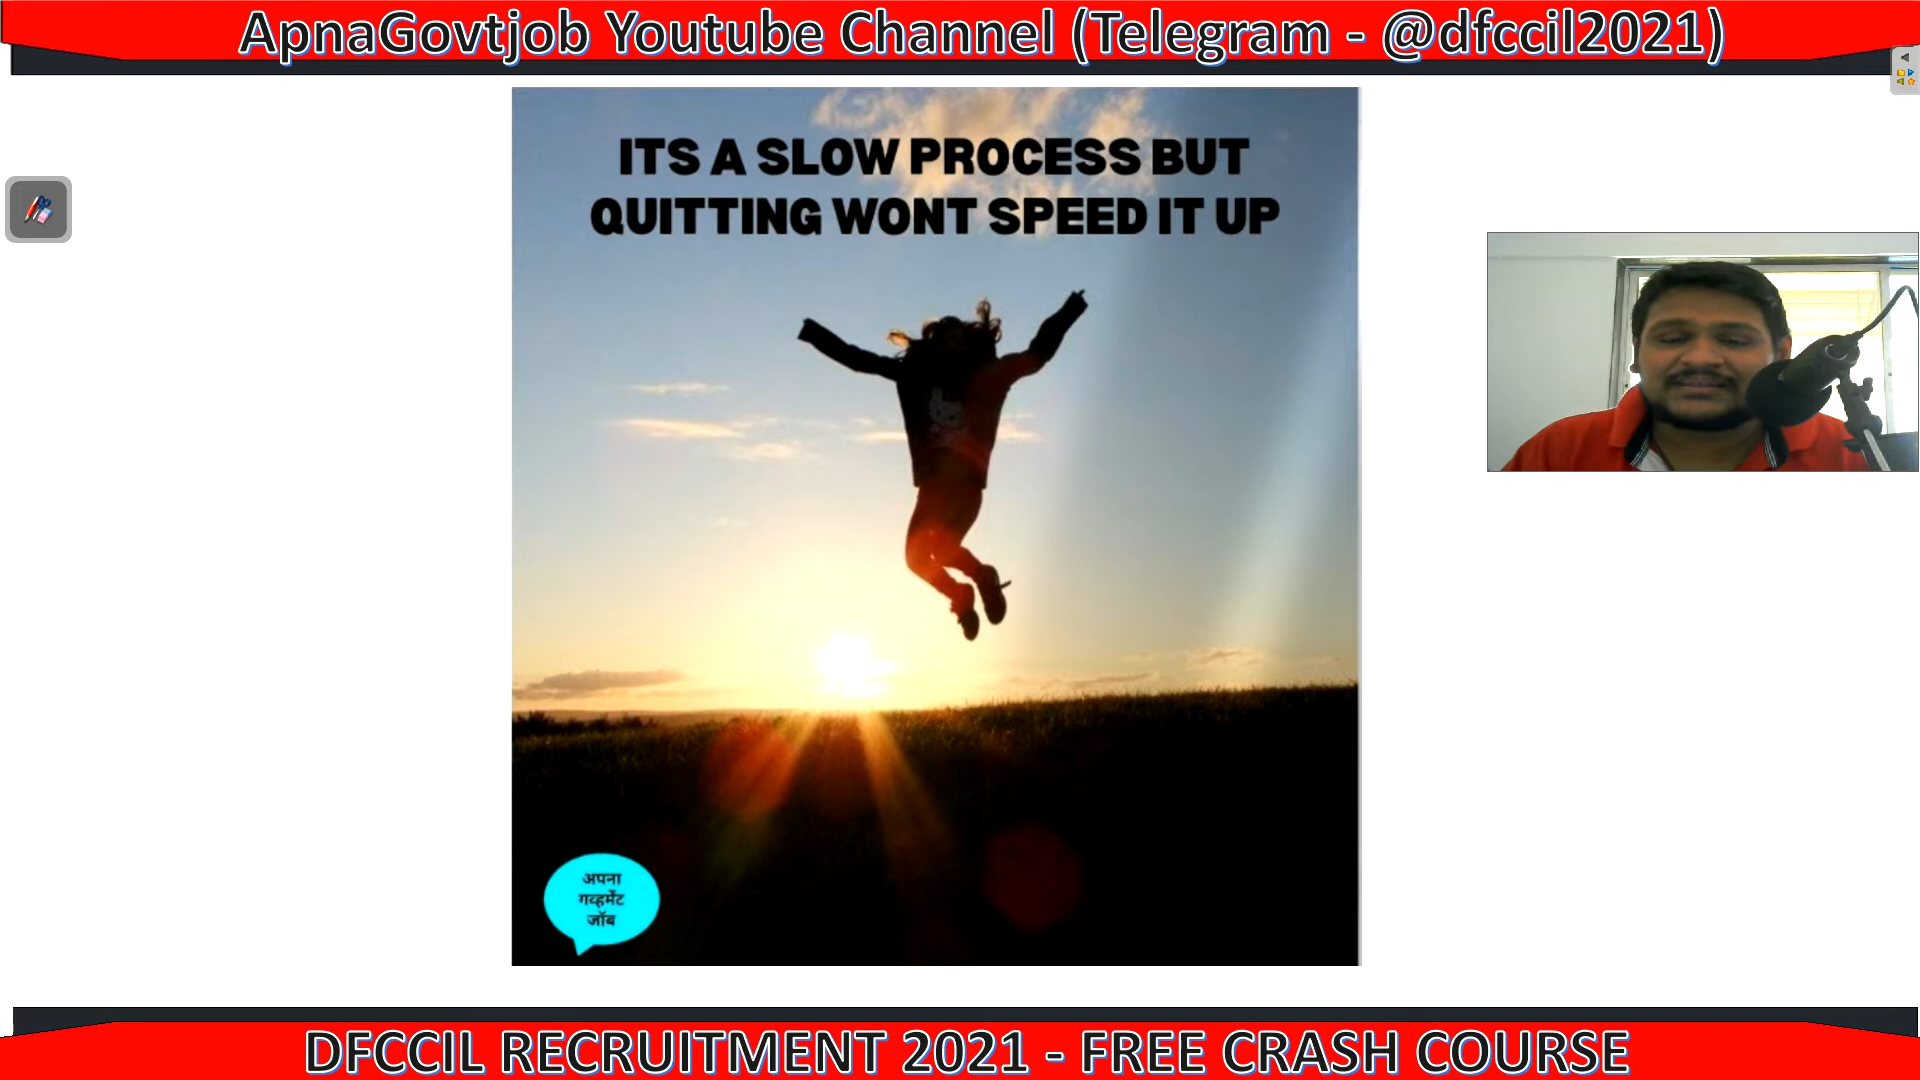 ApnaGovtjob Youtube Channel (Telegram - @dfccil2021)
ITS A SLOW PROCESS BUT
QUITTING WONT SPEED IT UP
अपना
गव्हर्मेंट
जॉब
DFCCIL RECRUITMENT 2021 - FREE CRASH COURSE